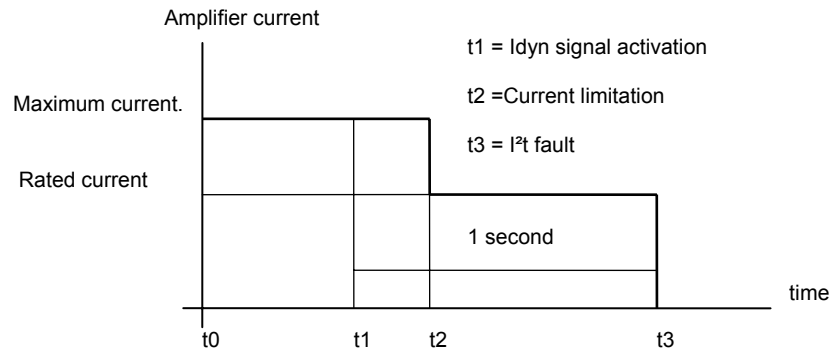 Amplifier current
t1 = Idyn signal activation
t2 =Current limitation
Maximum current.
t3 = I²t fault
Rated current
1 second
time
t0
t1
t2
t3